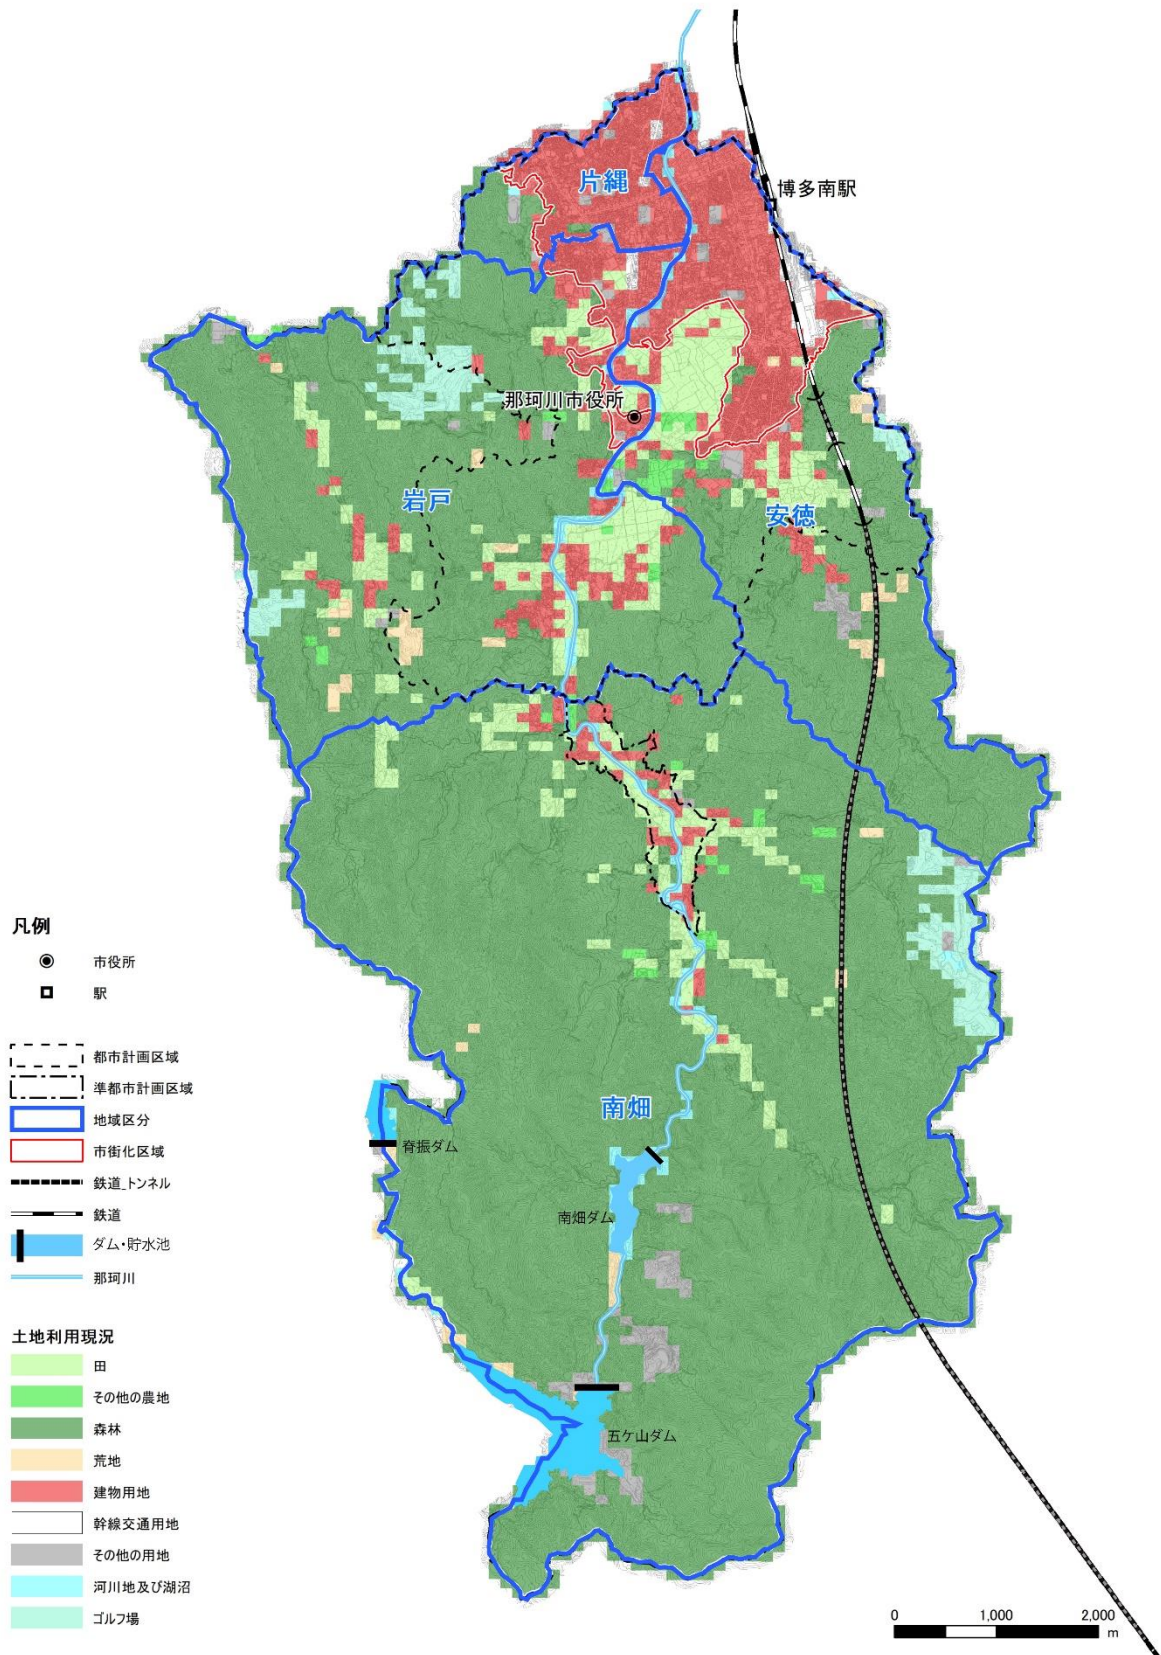 片縄
博多南駅
那珂川市役所
岩戸
安徳
南畑
脊振ダム
南畑ダム
五ケ山ダム
凡例
市役所
駅
都市計画区域
準都市計画区域
地域区分
市街化区域
鉄道_トンネル
鉄道
ダム・貯水池
那珂川
土地利用現況
田
その他の農地
森林
荒地
建物用地
幹線交通用地
その他の用地
河川地及び湖沼
ゴルフ場
0 1,000 2,000
m